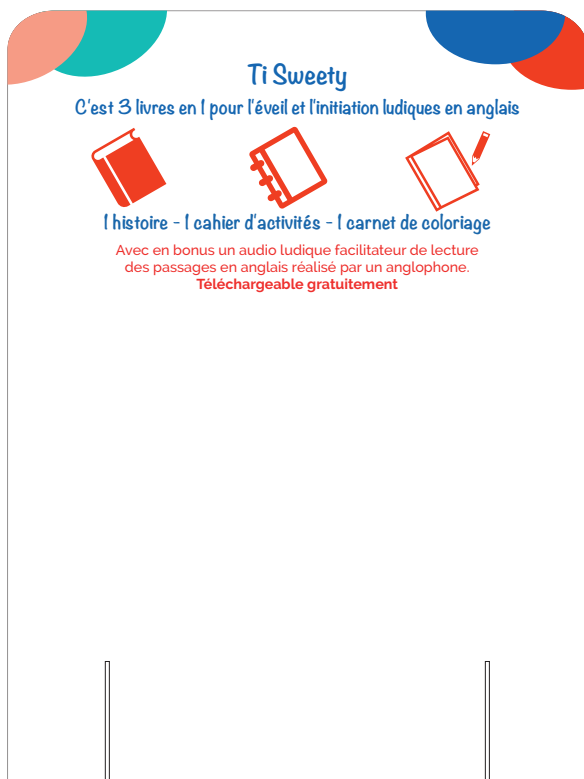 Ti Sweety
C'est 3 livres en 1 pour l'éveil et l'initiation ludiques en anglais
1 histoire - 1 cahier d'activités - 1 carnet de coloriage
Avec en bonus un audio ludique facilitateur de lecture
des passages en anglais réalisé par un anglophone.
Téléchargeable gratuitement